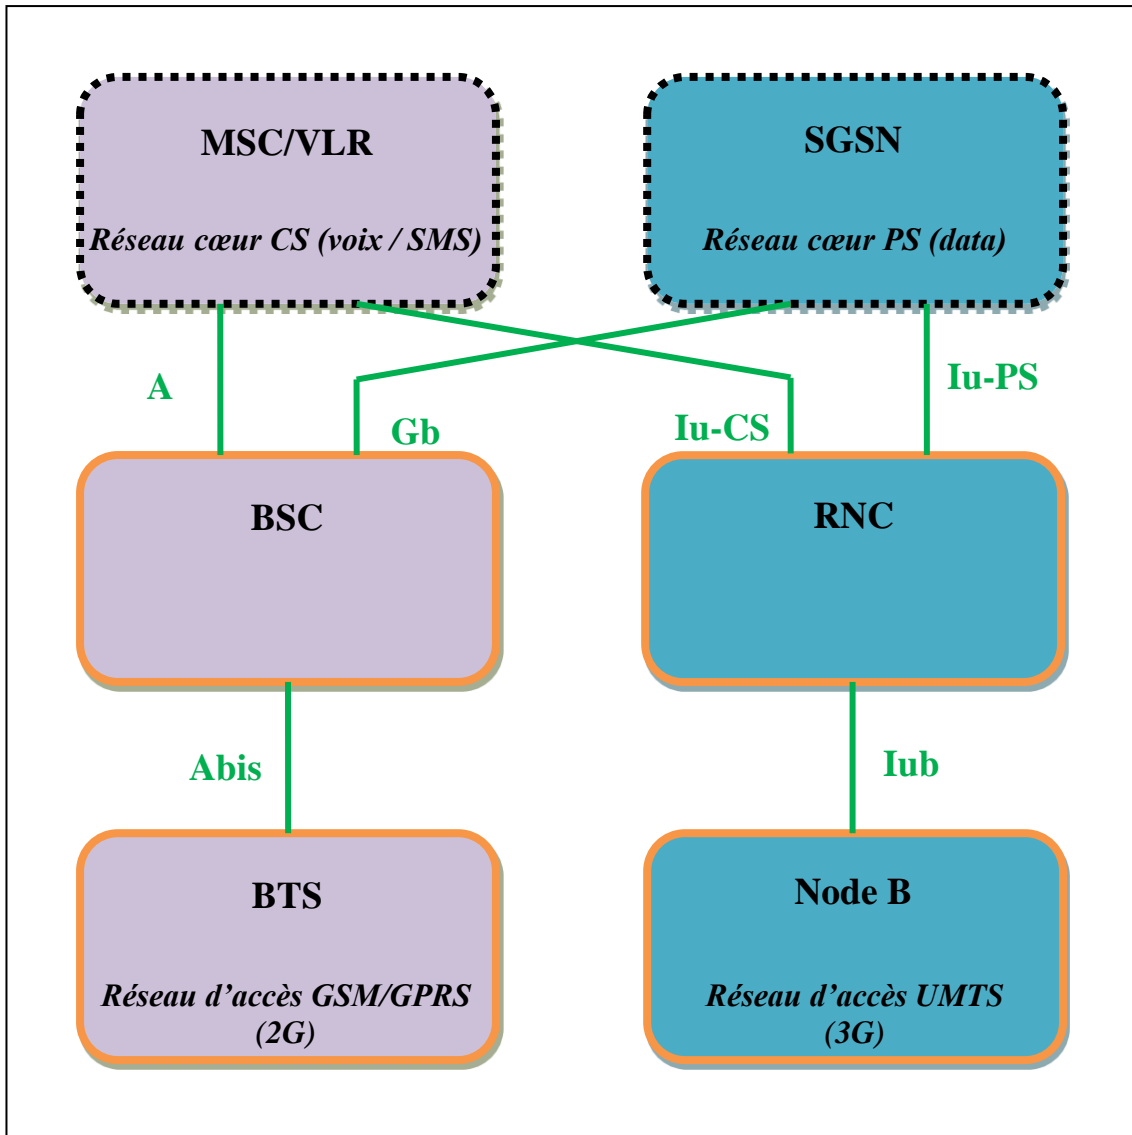 MSC/VLR
Réseau cœur CS (voix / SMS)
SGSN
Réseau cœur PS (data)
A
Gb
Iu-CS
Iu-PS
BSC
RNC
Abis
Iub
BTS
Réseau d’accès GSM/GPRS
(2G)
Node B
Réseau d’accès UMTS
(3G)